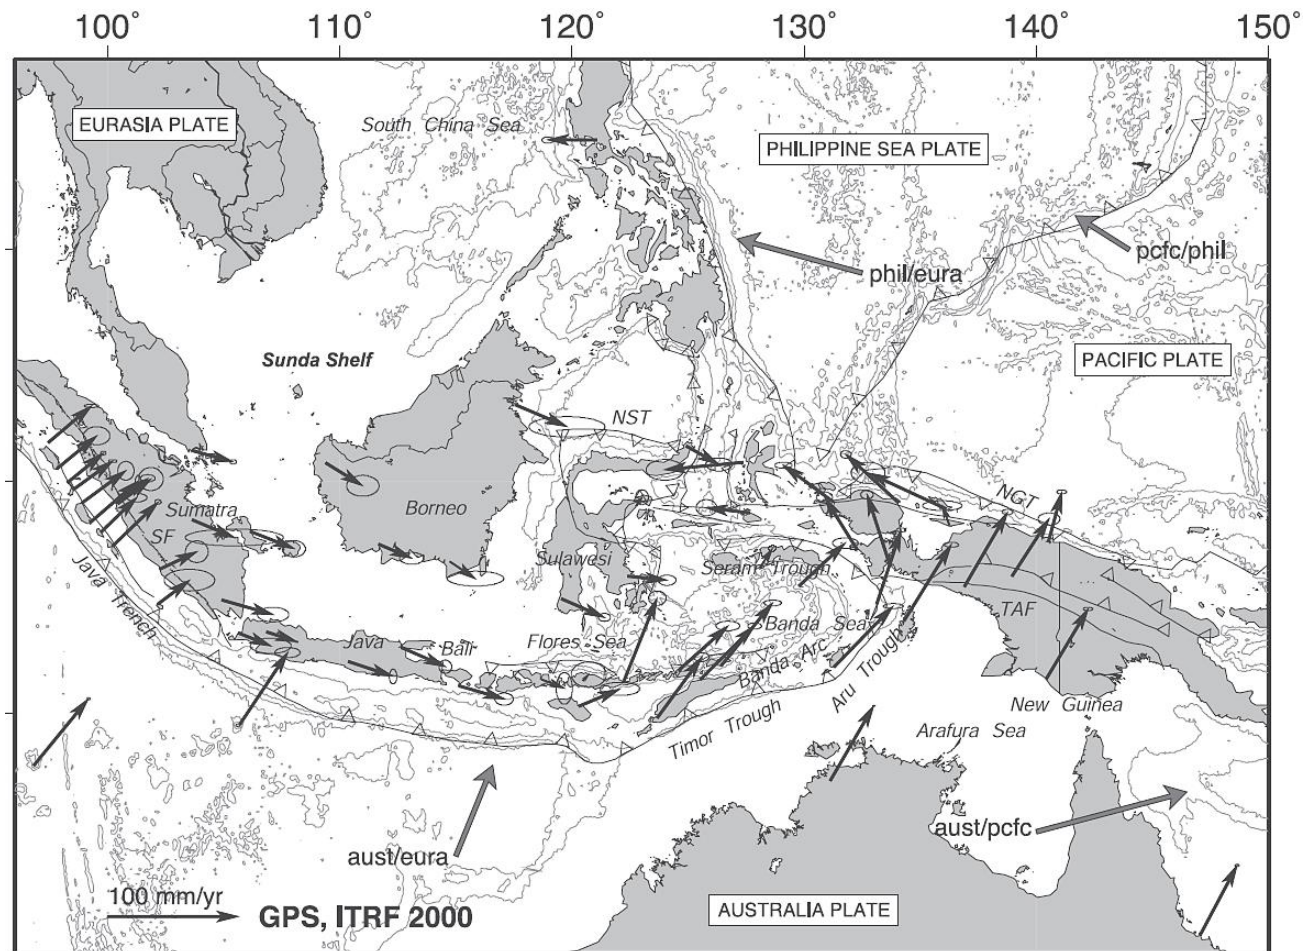 100° 110° 120° 130° 140° 150°
EURASIA PLATE
South China Sea
PHILIPPINE SEA PLATE
pcfc/phil
phil/eura
Sunda Shelf
PACIFIC PLATE
NST
NGT
Sumatra
Borneo
SF
Sulawesi
Seram Trough
Java Trench
TAF
Java
Bali
Flores Sea
Banda Sea
Banda Arc
Aru Trough
New Guinea
Timor Trough
Arafura Sea
aust/pcfc
aust/eura
100 mm/yr
GPS, ITRF 2000
AUSTRALIA PLATE